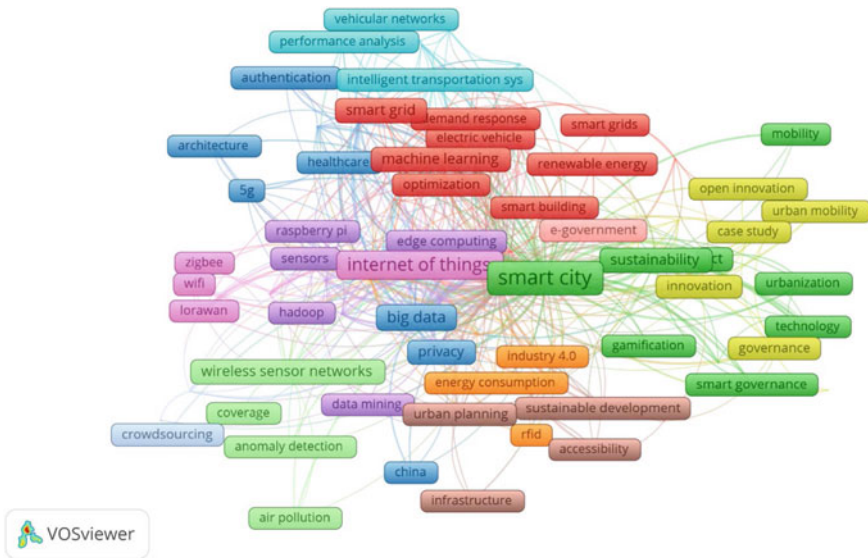 vehicular networks
performance analysis
authentication
intelligent transportation sys
smart grid
demand response
smart grids
electric vehicle
mobility
architecture
healthcare
machine learning
renewable energy
5g
optimization
open innovation
smart building
urban mobility
raspberry pi
e-government
case study
edge computing
zigbee
sensors
internet of things
sustainability
ct
wifi
smart city
innovation
urbanization
lorawan
hadoop
big data
technology
privacy
industry 4.0
gamification
governance
wireless sensor networks
energy consumption
smart governance
coverage
data mining
urban planning
sustainable development
crowdsourcing
anomaly detection
rfid
accessibility
china
infrastructure
air pollution
VOSviewer